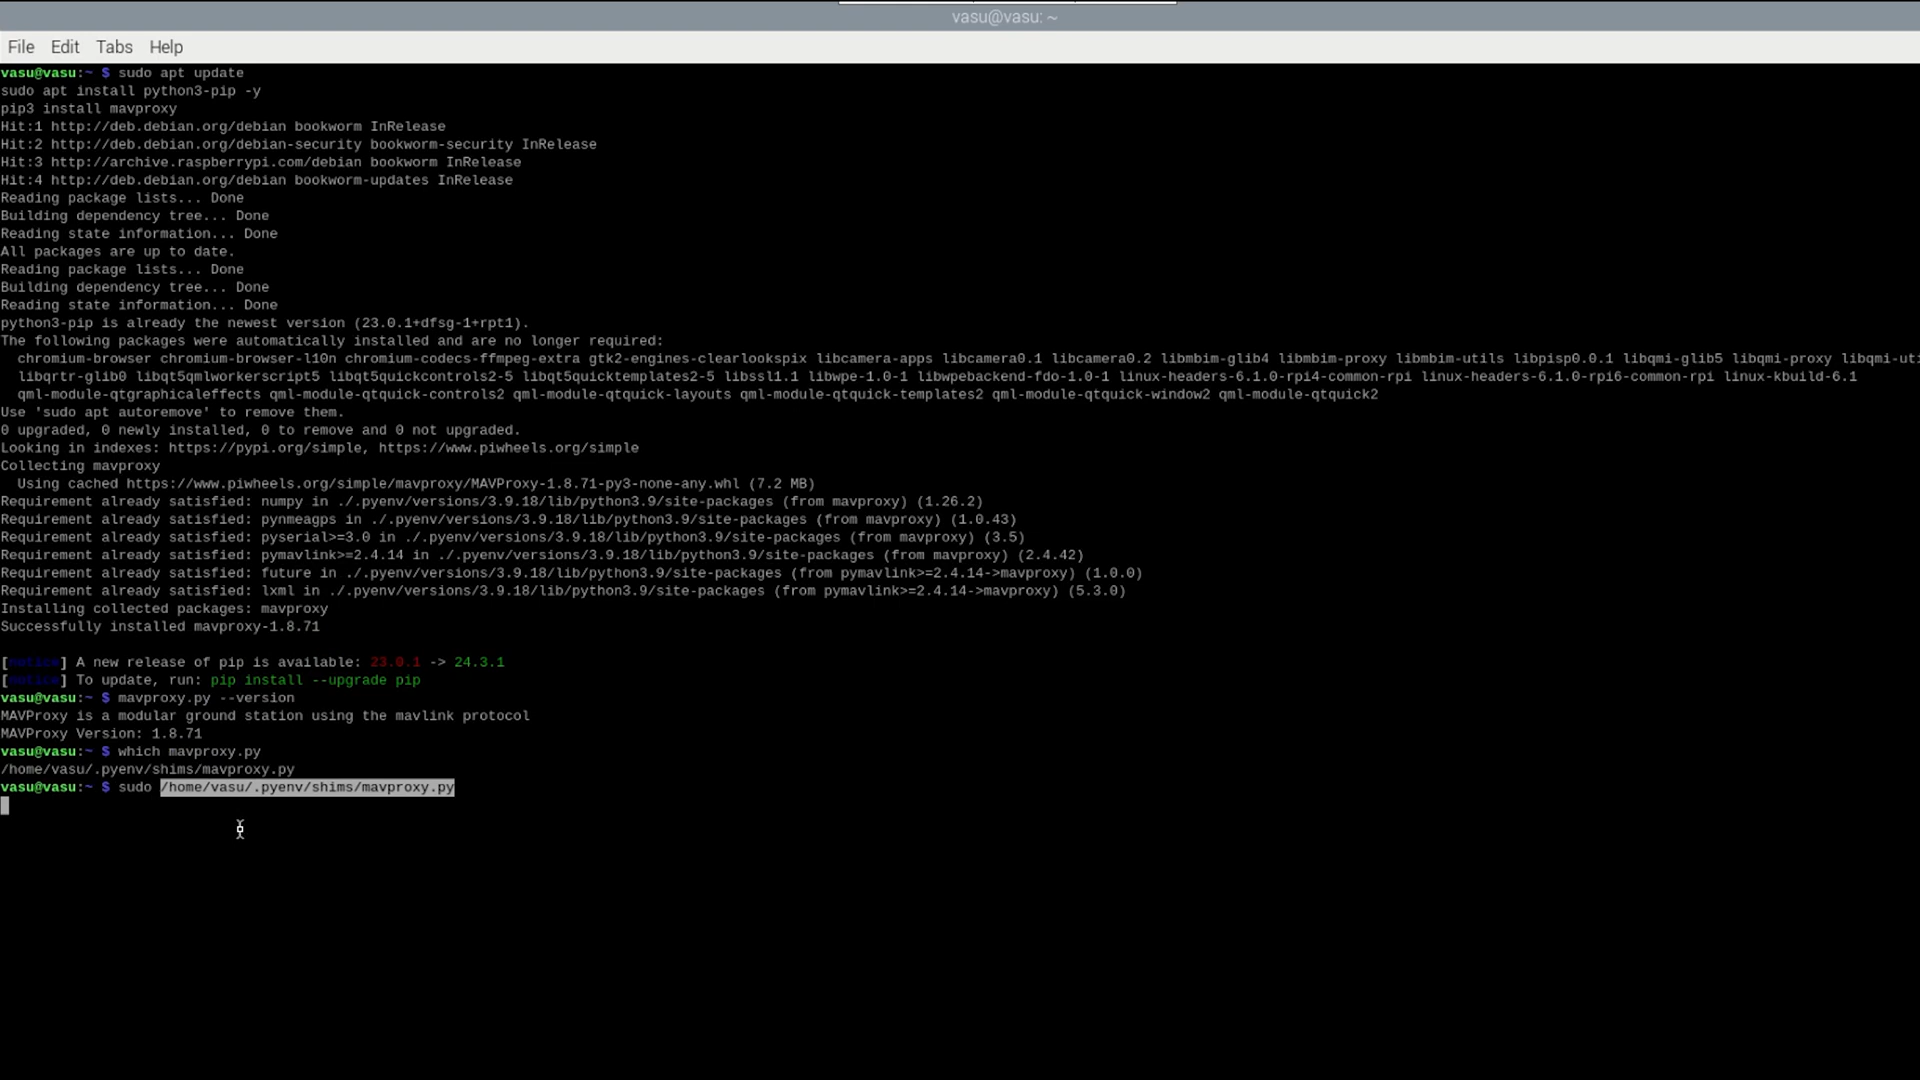 vasu@vasu: ~
File Edit Tabs Help
vasu@vasu:~ $ sudo apt update
sudo apt install python3-pip -y
pip3 install mavproxy
Hit:1 http://deb.debian.org/debian bookworm InRelease
Hit:2 http://deb.debian.org/debian-security bookworm-security InRelease
Hit:3 http://archive.raspberrypi.com/debian bookworm InRelease
Hit:4 http://deb.debian.org/debian bookworm-updates InRelease
Reading package lists... Done
Building dependency tree... Done
Reading state information... Done
All packages are up to date.
Reading package lists... Done
Building dependency tree... Done
Reading state information... Done
python3-pip is already the newest version (23.0.1+dfsg-1+rpt1).
The following packages were automatically installed and are no longer required:
  chromium-browser chromium-browser-l10n chromium-codecs-ffmpeg-extra gtk2-engines-clearlookspix libcamera-apps libcamera0.1 libcamera0.2 libmbim-glib4 libmbim-proxy libmbim-utils libpisp0.0.1 libqmi-glib5 libqmi-proxy libqmi-uti
  libqrtr-glib0 libqt5qmlworkerscript5 libqt5quickcontrols2-5 libqt5quicktemplates2-5 libssl1.1 libwpe-1.0-1 libwpebackend-fdo-1.0-1 linux-headers-6.1.0-rpi4-common-rpi linux-headers-6.1.0-rpi6-common-rpi linux-kbuild-6.1
  qml-module-qtgraphicaleffects qml-module-qtquick-controls2 qml-module-qtquick-layouts qml-module-qtquick-templates2 qml-module-qtquick-window2 qml-module-qtquick2
Use 'sudo apt autoremove' to remove them.
0 upgraded, 0 newly installed, 0 to remove and 0 not upgraded.
Looking in indexes: https://pypi.org/simple, https://www.piwheels.org/simple
Collecting mavproxy
  Using cached https://www.piwheels.org/simple/mavproxy/MAVProxy-1.8.71-py3-none-any.whl (7.2 MB)
Requirement already satisfied: numpy in ./.pyenv/versions/3.9.18/lib/python3.9/site-packages (from mavproxy) (1.26.2)
Requirement already satisfied: pynmeagps in ./.pyenv/versions/3.9.18/lib/python3.9/site-packages (from mavproxy) (1.0.43)
Requirement already satisfied: pyserial>=3.0 in ./.pyenv/versions/3.9.18/lib/python3.9/site-packages (from mavproxy) (3.5)
Requirement already satisfied: pymavlink>=2.4.14 in ./.pyenv/versions/3.9.18/lib/python3.9/site-packages (from mavproxy) (2.4.42)
Requirement already satisfied: future in ./.pyenv/versions/3.9.18/lib/python3.9/site-packages (from pymavlink>=2.4.14->mavproxy) (1.0.0)
Requirement already satisfied: lxml in ./.pyenv/versions/3.9.18/lib/python3.9/site-packages (from pymavlink>=2.4.14->mavproxy) (5.3.0)
Installing collected packages: mavproxy
Successfully installed mavproxy-1.8.71
[notice] A new release of pip is available: 23.0.1 -> 24.3.1
[notice] To update, run: pip install --upgrade pip
vasu@vasu:~ $ mavproxy.py --version
MAVProxy is a modular ground station using the mavlink protocol
MAVProxy Version: 1.8.71
vasu@vasu:~ $ which mavproxy.py
/home/vasu/.pyenv/shims/mavproxy.py
vasu@vasu:~ $ sudo /home/vasu/.pyenv/shims/mavproxy.py